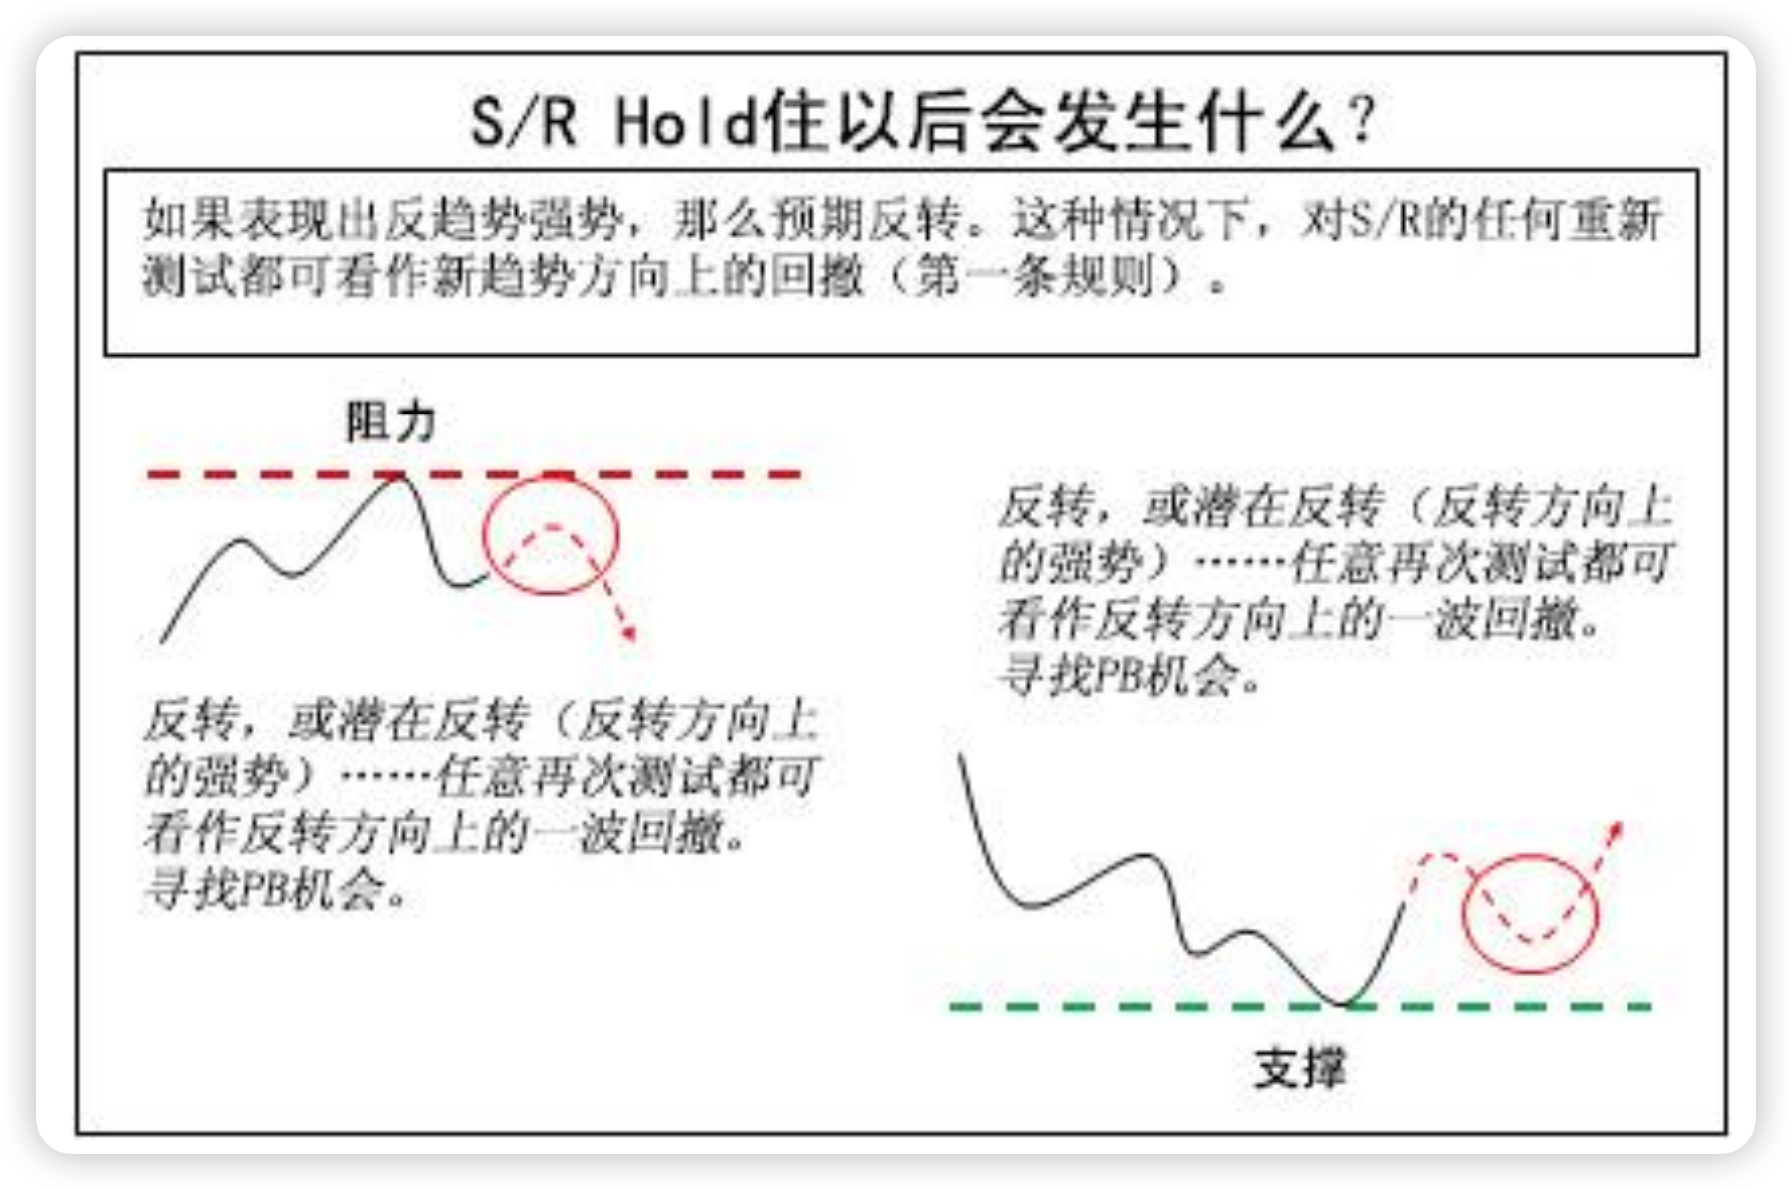 S/R Hold住以后会发生什么？
如果表现出反趋势强势，那么预期反转。这种情况下，对S/R的任何重新
测试都可看作新趋势方向上的回撤（第一条规则）。
阻力
反转，或潜在反转（反转方向上
的强势）……任意再次测试都可
看作反转方向上的一波回撤。
寻找PB机会。
反转，或潜在反转（反转方向上
的强势）……任意再次测试都可
看作反转方向上的一波回撤。
寻找PB机会。
支撑